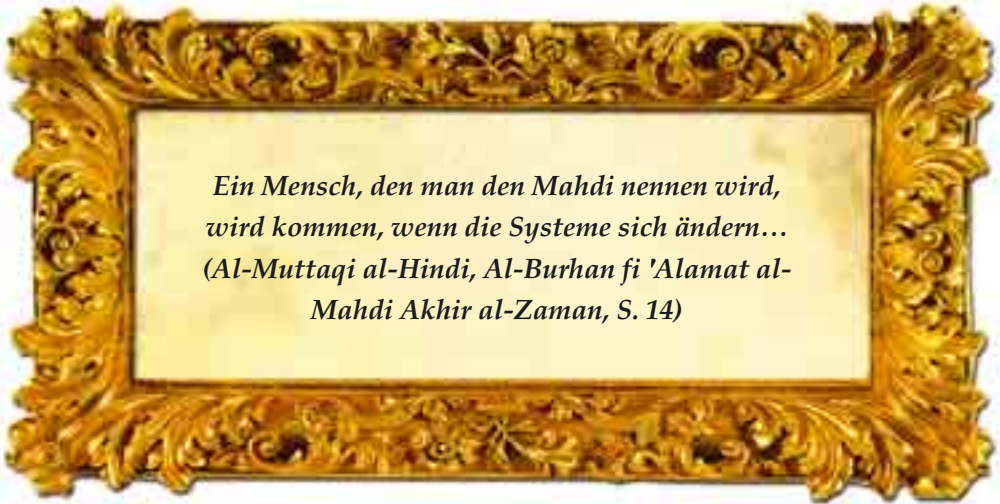 Ein Mensch, den man den Mahdi nennen wird,
wird kommen, wenn die Systeme sich ändern…
(Al-Muttaqi al-Hindi, Al-Burhan fi 'Alamat al-
Mahdi Akhir al-Zaman, S. 14)